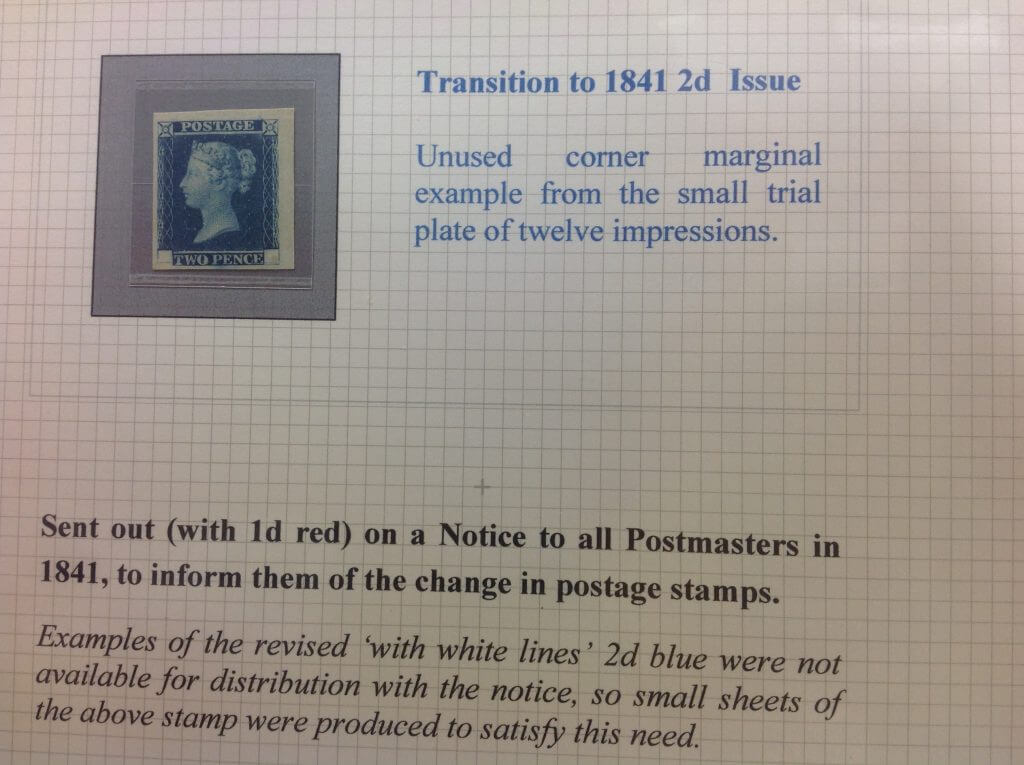 POSTAGE
TWO PENCE
Transition to 1841 2d Issue
Unused corner marginal
example from the small trial
plate of twelve impressions.
Sent out (with 1d red) on a Notice to all Postmasters in
1841, to inform them of the change in postage stamps.
Examples of the revised ‘with white lines’ 2d blue were not
available for distribution with the notice, so small sheets of
the above stamp were produced to satisfy this need.